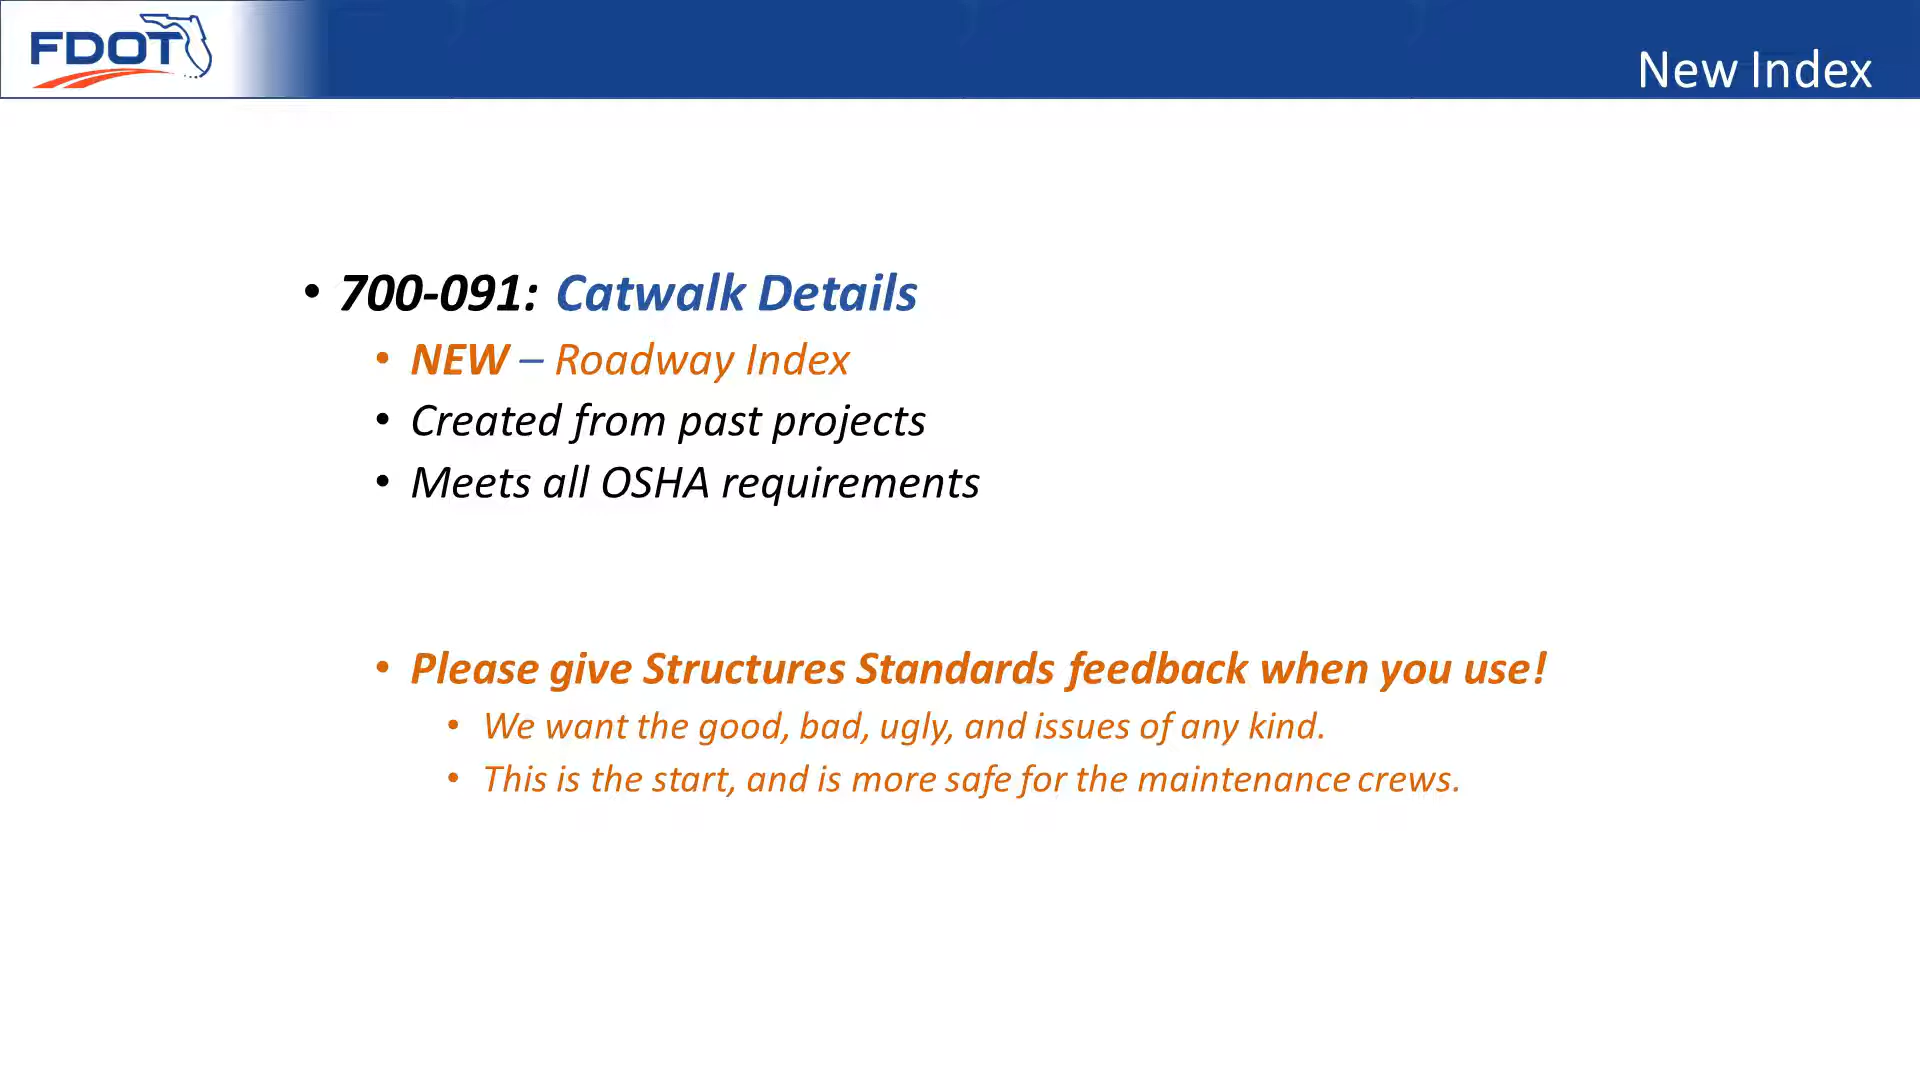 FDOT
New Index
• 700-091: Catwalk Details
• NEW – Roadway Index
• Created from past projects
• Meets all OSHA requirements
• Please give Structures Standards feedback when you use!
• We want the good, bad, ugly, and issues of any kind.
• This is the start, and is more safe for the maintenance crews.